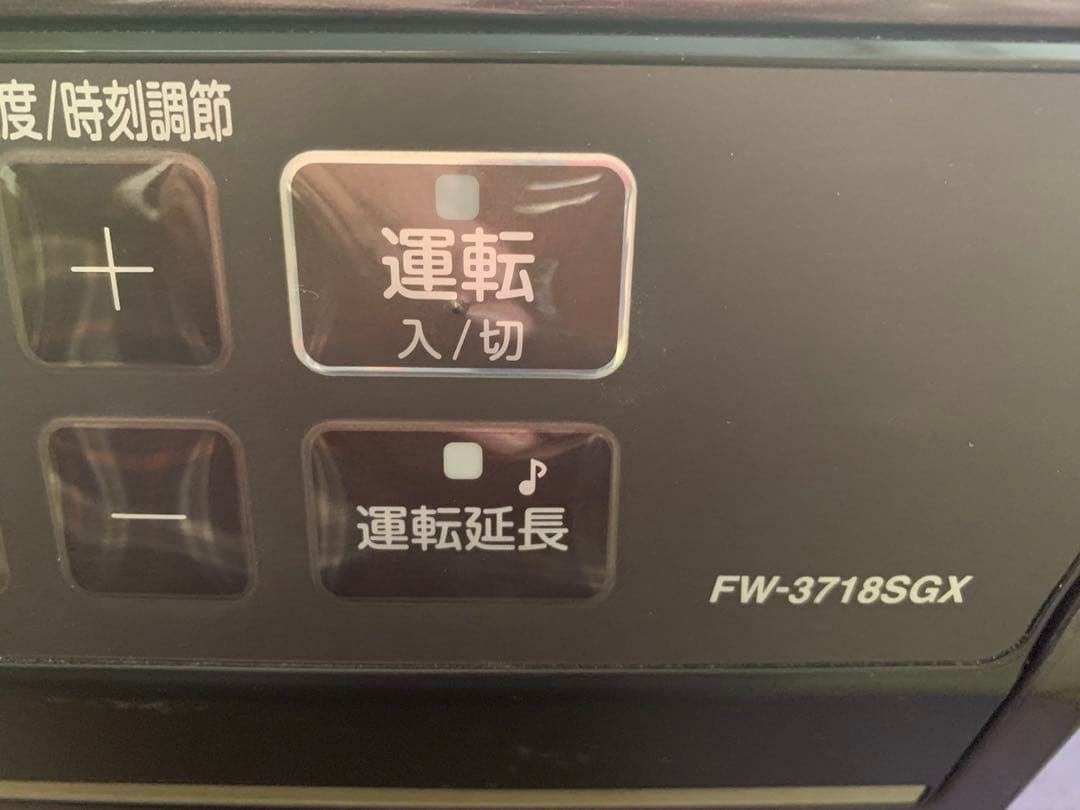 度/時刻調節
+
運転
入/切
−
♪
運転延長
FW-3718SGX